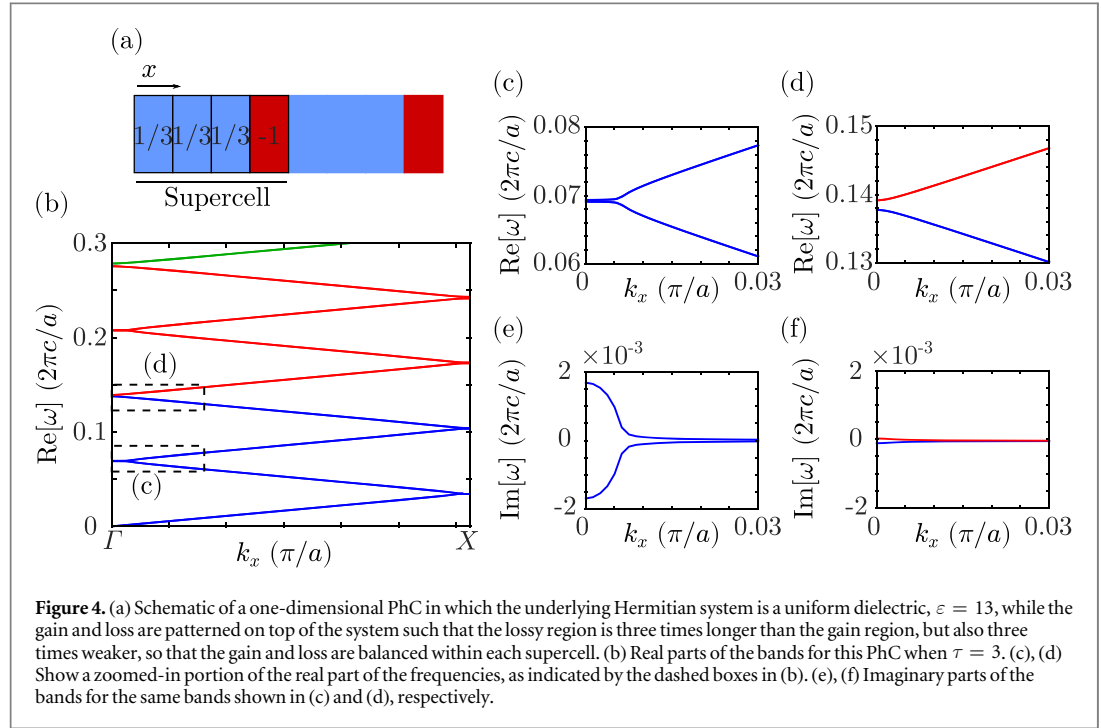 (a)
x
1/3 1/3 1/3 -1
Supercell
(b)
Re[ω] (2πc/a)
0.3
0.2
0.1
0
(d)
(c)
Γ
X
k_x (π/a)
(c)
Re[ω] (2πc/a)
0.08
0.07
0.06
0
0.03
k_x (π/a)
(d)
Re[ω] (2πc/a)
0.15
0.14
0.13
0
0.03
k_x (π/a)
(e)
×10⁻³
Im[ω] (2πc/a)
2
0
-2
0
0.03
k_x (π/a)
(f)
×10⁻³
Im[ω] (2πc/a)
2
0
-2
0
0.03
k_x (π/a)
Figure 4. (a) Schematic of a one-dimensional PhC in which the underlying Hermitian system is a uniform dielectric, ε = 13, while the
gain and loss are patterned on top of the system such that the lossy region is three times longer than the gain region, but also three
times weaker, so that the gain and loss are balanced within each supercell. (b) Real parts of the bands for this PhC when τ = 3. (c), (d)
Show a zoomed-in portion of the real part of the frequencies, as indicated by the dashed boxes in (b). (e), (f) Imaginary parts of the
bands for the same bands shown in (c) and (d), respectively.